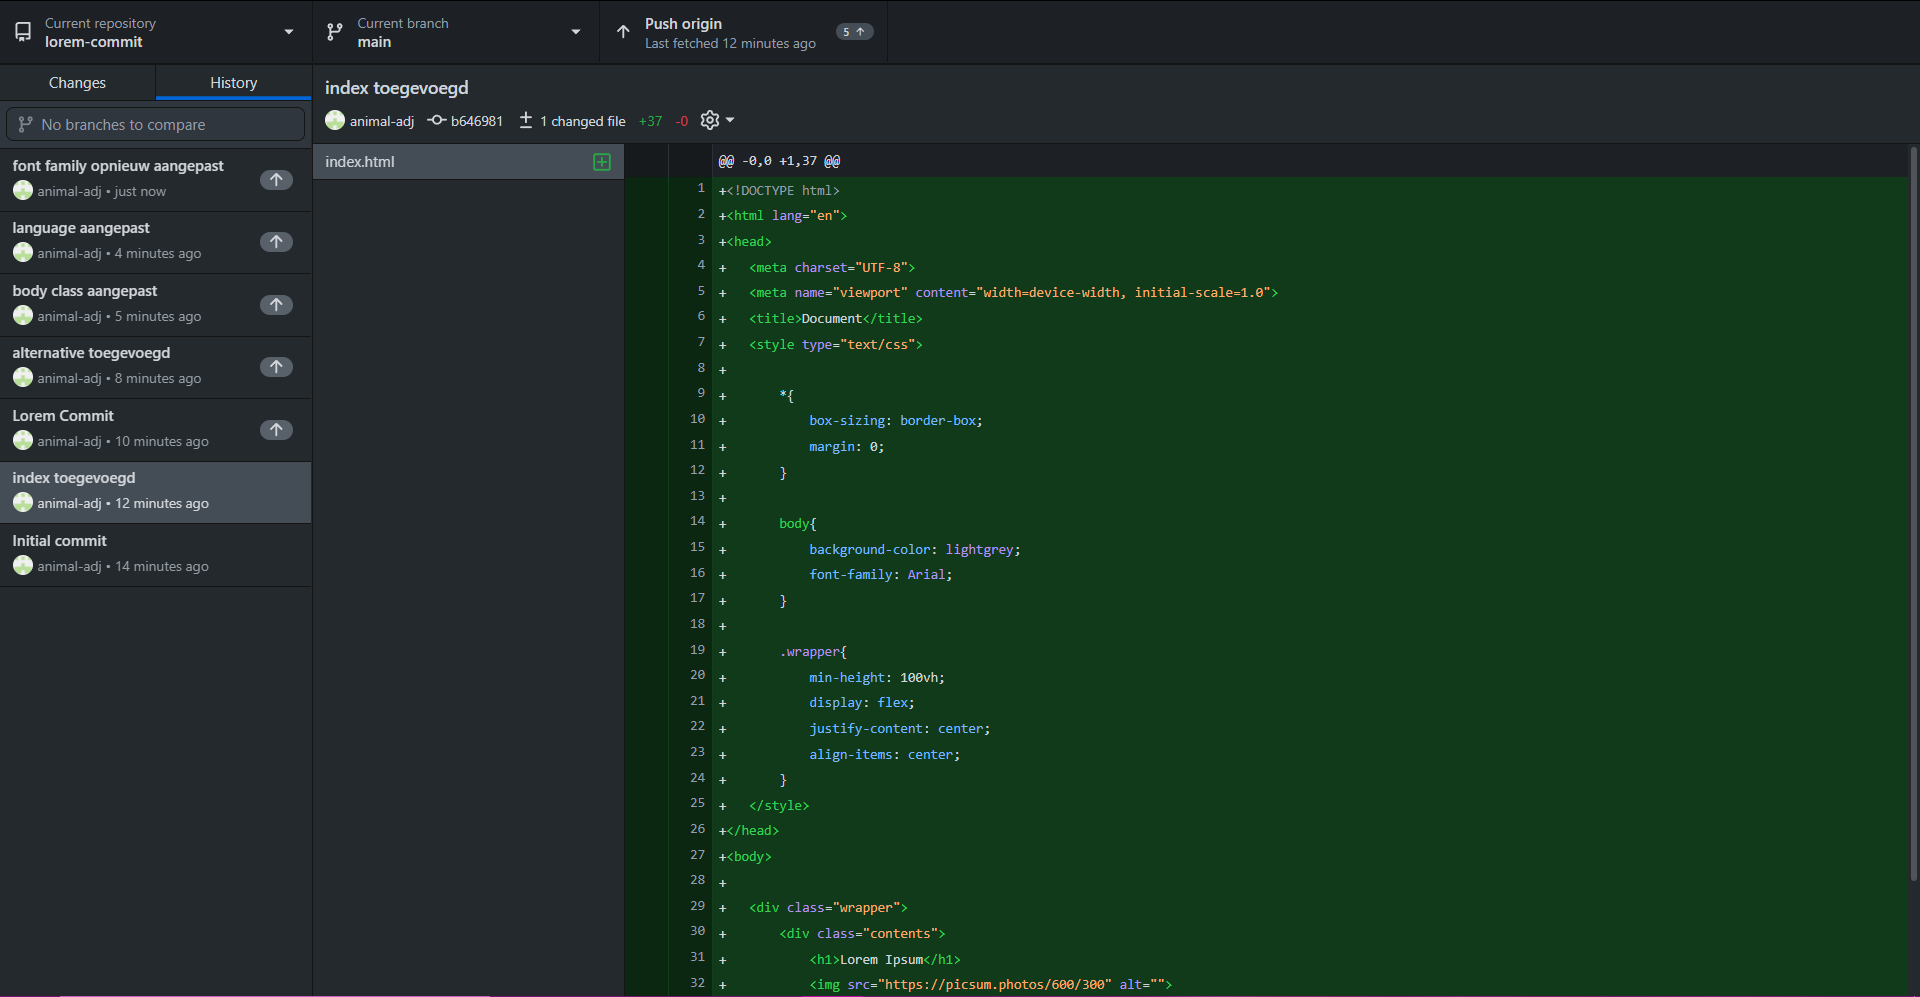 Current repository
lorem-commit
Current branch
main
Push origin
Last fetched 12 minutes ago
5
Changes
History
No branches to compare
font family opnieuw aangepast
animal-adj • just now
language aangepast
animal-adj • 4 minutes ago
body class aangepast
animal-adj • 5 minutes ago
alternative toegevoegd
animal-adj • 8 minutes ago
Lorem Commit
animal-adj • 10 minutes ago
index toegevoegd
animal-adj • 12 minutes ago
Initial commit
animal-adj • 14 minutes ago
index toegevoegd
animal-adj b646981 1 changed file +37 -0
index.html
@@ -0,0 +1,37 @@
1 +<!DOCTYPE html>
2 +<html lang="en">
3 +<head>
4 + <meta charset="UTF-8">
5 + <meta name="viewport" content="width=device-width, initial-scale=1.0">
6 + <title>Document</title>
7 + <style type="text/css">
8 +
9 + *{
10 + box-sizing: border-box;
11 + margin: 0;
12 + }
13 +
14 + body{
15 + background-color: lightgrey;
16 + font-family: Arial;
17 + }
18 +
19 + .wrapper{
20 + min-height: 100vh;
21 + display: flex;
22 + justify-content: center;
23 + align-items: center;
24 + }
25 + </style>
26 +</head>
27 +<body>
28 +
29 + <div class="wrapper">
30 + <div class="contents">
31 + <h1>Lorem Ipsum</h1>
32 + <img src="https://picsum.photos/600/300" alt="">